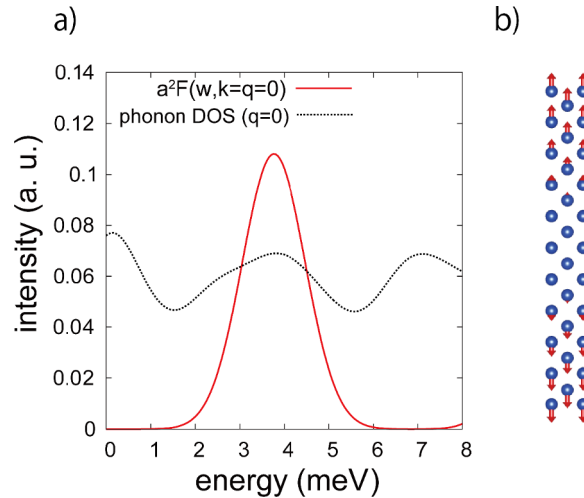 a)
b)
a²F(w,k=q=0)
phonon DOS (q=0)
intensity (a. u.)
0.14
0.12
0.1
0.08
0.06
0.04
0.02
0
0 1 2 3 4 5 6 7 8
energy (meV)